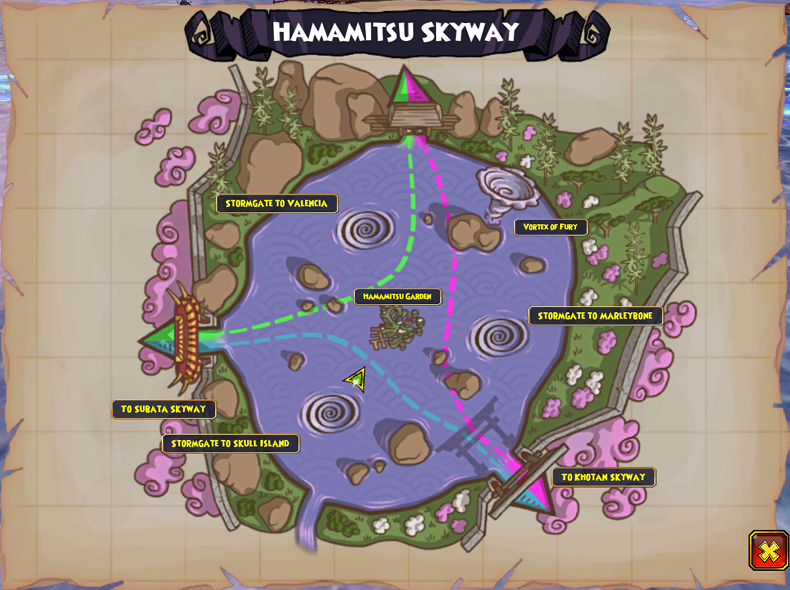 HAMAMITSU SKYWAY
STORMGATE TO VALENCIA
VORTEX OF FURY
HAMAMITSU GARDEN
STORMGATE TO MARLEYBONE
TO SUBATA SKYWAY
STORMGATE TO SKULL ISLAND
TO KHOTAN SKYWAY